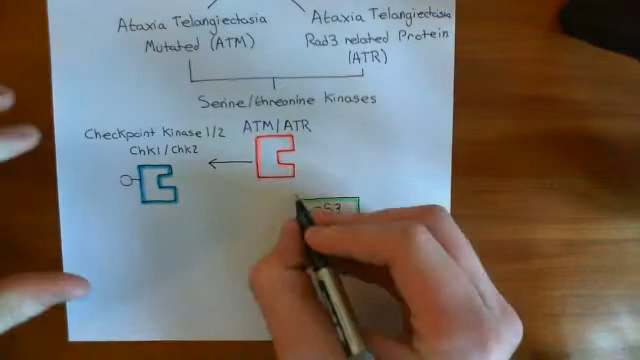 Ataxia Telangiectasia
Mutated (ATM)
Ataxia Telangiectasia
Rad3 related Protein
(ATR)
Serine/threonine Kinases
Checkpoint Kinase 1/2
Chk1/Chk2
ATM/ATR